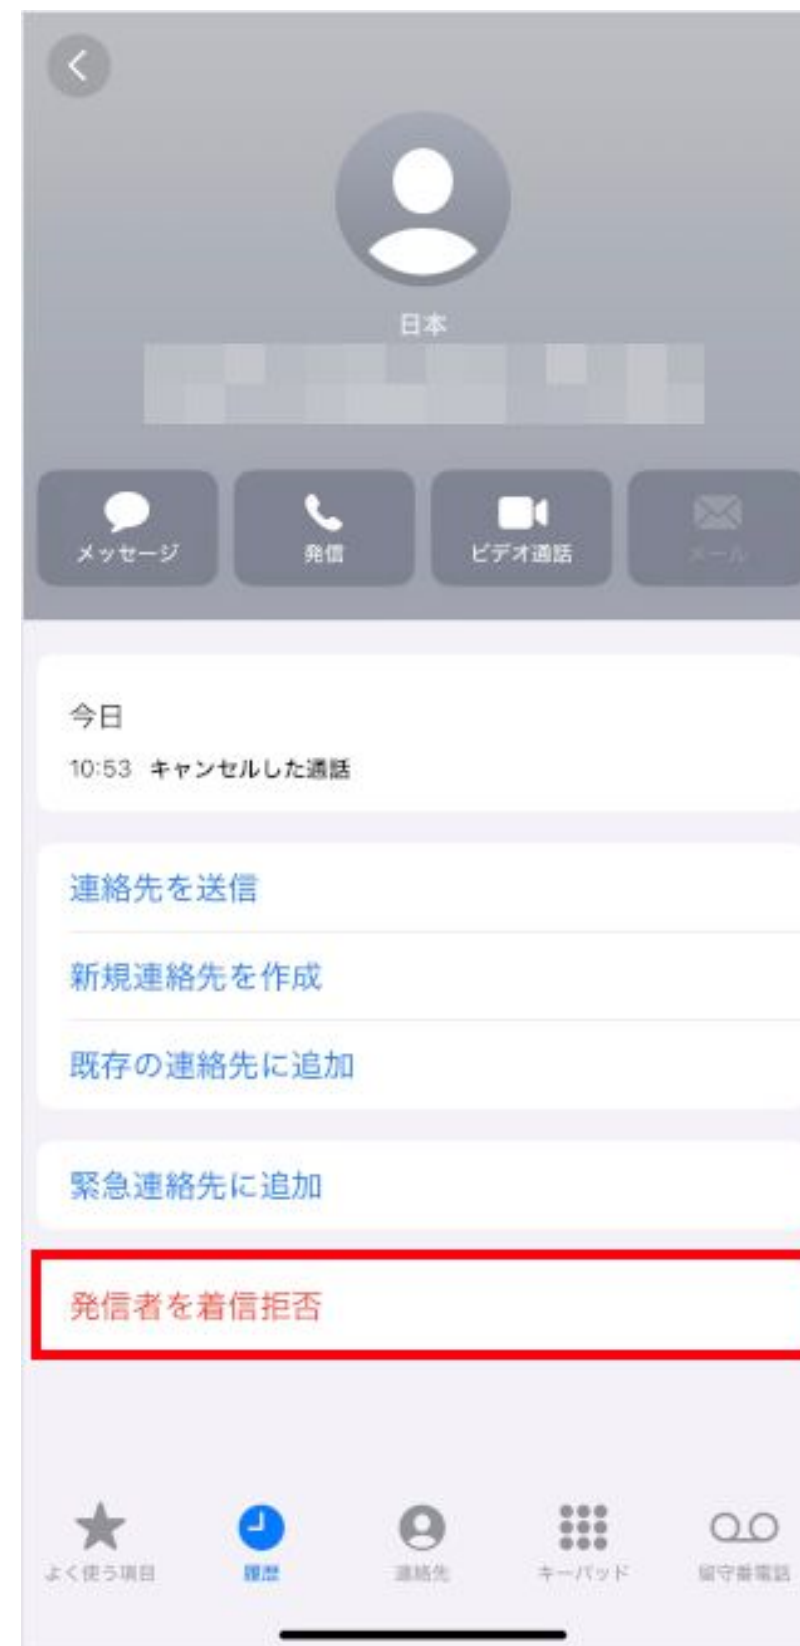 日本
メッセージ
発信
ビデオ通話
メール
今日
10:53 キャンセルした通話
連絡先を送信
新規連絡先を作成
既存の連絡先に追加
緊急連絡先に追加
発信者を着信拒否
よく使う項目
履歴
連絡先
キーパッド
留守番電話